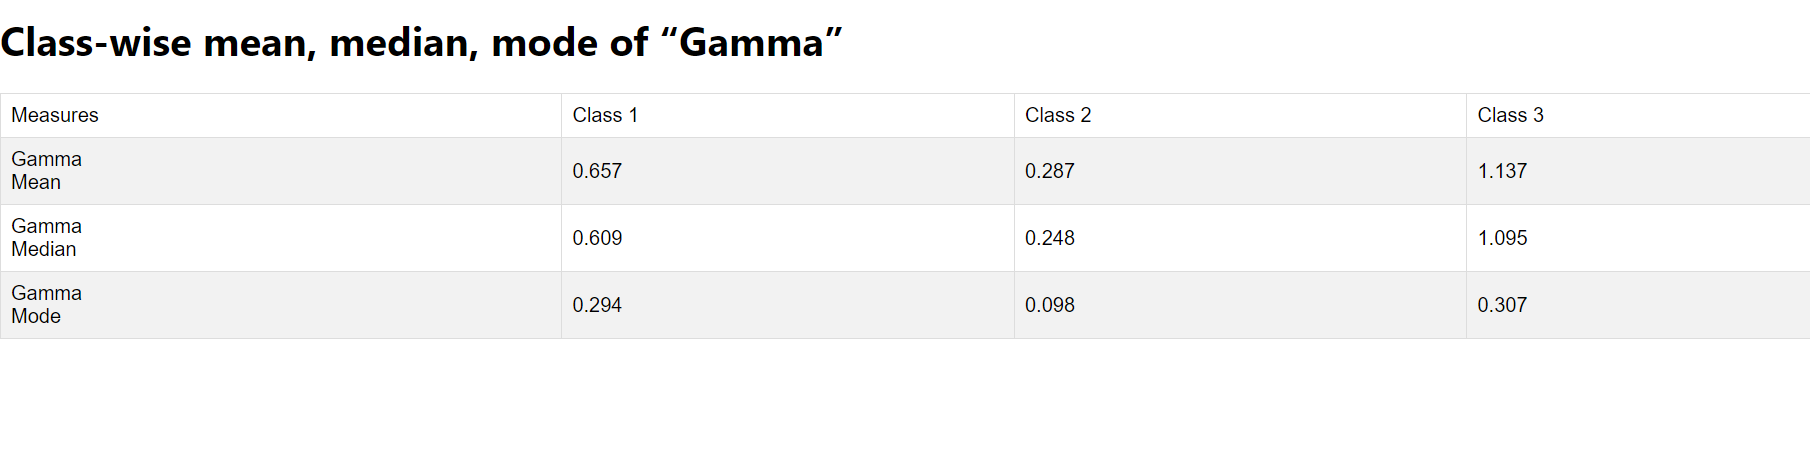 Class-wise mean, median, mode of “Gamma”
Measures Class 1 Class 2 Class 3
Gamma
Mean 0.657 0.287 1.137
Gamma
Median 0.609 0.248 1.095
Gamma
Mode 0.294 0.098 0.307